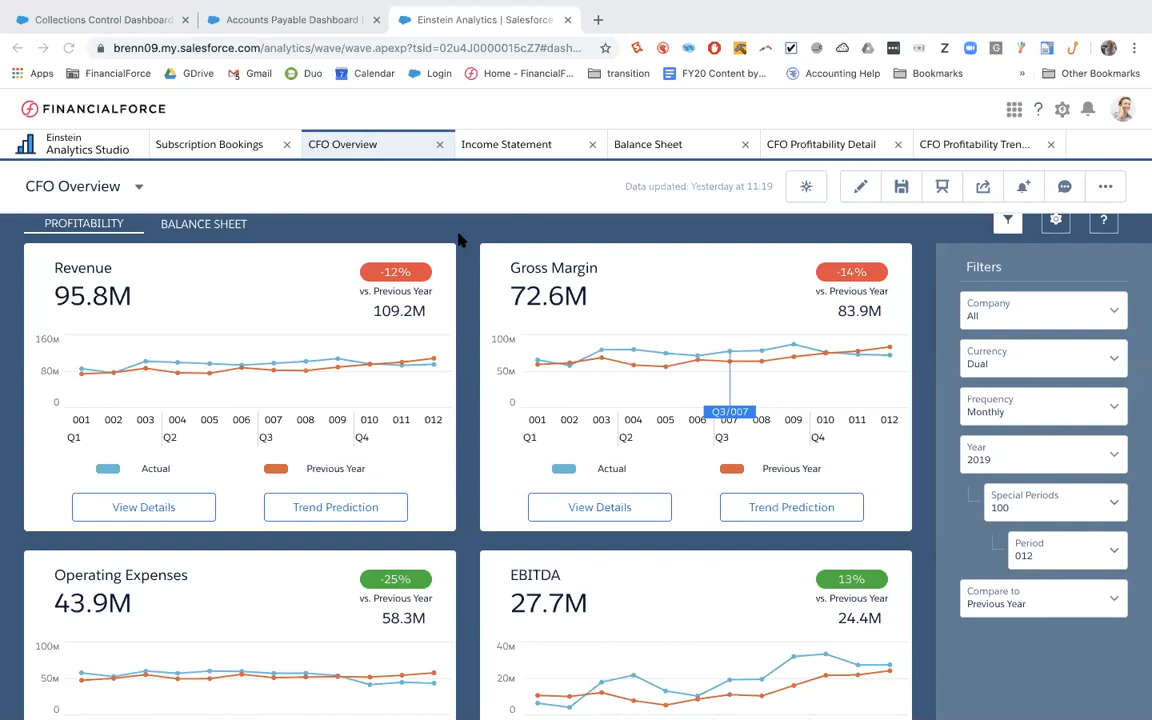 Collections Control Dashboard
Accounts Payable Dashboard
Einstein Analytics | Salesforce
brenn09.my.salesforce.com/analytics/wave/wave.apexp?tsid=02u4J0000015cZ7#dash...
Apps
FinancialForce
GDrive
Gmail
Duo
Calendar
Login
Home - FinancialF...
transition
FY20 Content by...
Accounting Help
Bookmarks
»
Other Bookmarks
FINANCIALFORCE
Einstein
Analytics Studio
Subscription Bookings
CFO Overview
Income Statement
Balance Sheet
CFO Profitability Detail
CFO Profitability Tren...
CFO Overview
Data updated: Yesterday at 11:19
PROFITABILITY
BALANCE SHEET
?
Revenue
95.8M
-12%
vs. Previous Year
109.2M
160M
80M
0
001 002 003 004 005 006 007 008 009 010 011 012
Q1 Q2 Q3 Q4
Actual
Previous Year
View Details
Trend Prediction
Gross Margin
72.6M
-14%
vs. Previous Year
83.9M
100M
50M
0
Q3/007
001 002 003 004 005 006 007 008 009 010 011 012
Q1 Q2 Q3 Q4
Actual
Previous Year
View Details
Trend Prediction
Operating Expenses
43.9M
-25%
vs. Previous Year
58.3M
100M
50M
0
EBITDA
27.7M
13%
vs. Previous Year
24.4M
40M
20M
0
Filters
Company
All
Currency
Dual
Frequency
Monthly
Year
2019
Special Periods
100
Period
012
Compare to
Previous Year